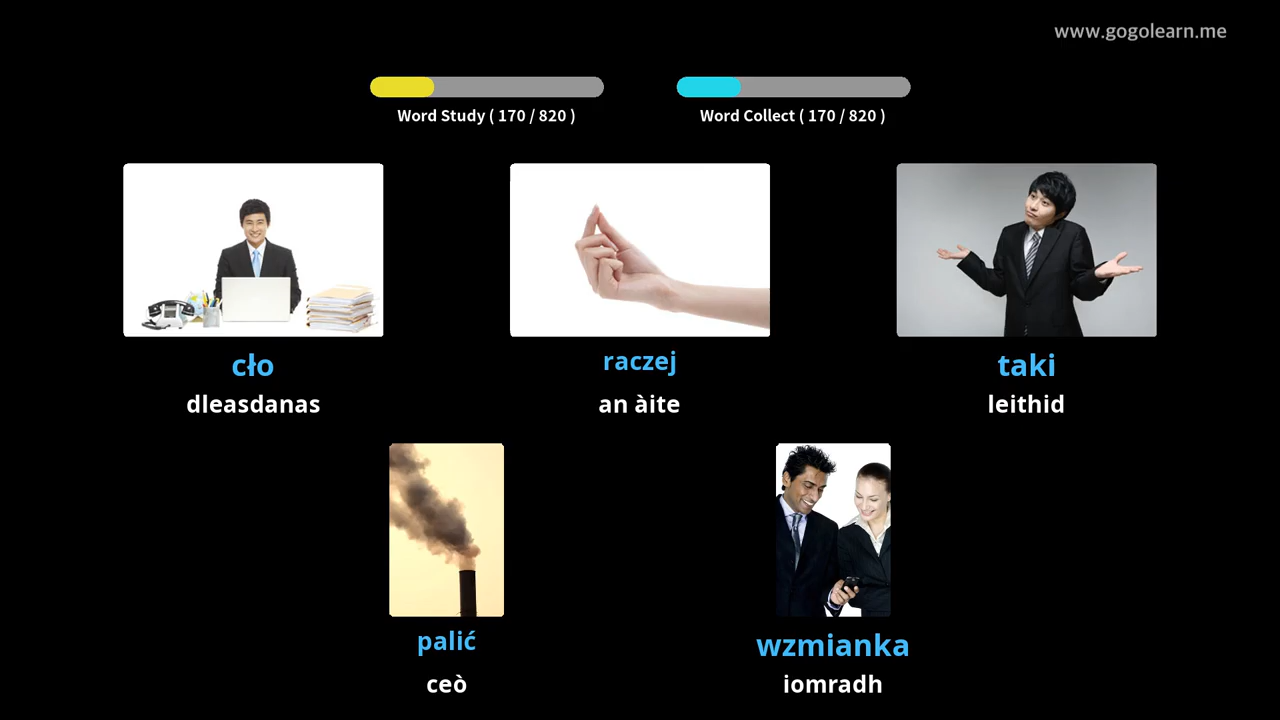 www.gogolearn.me
Word Study ( 170 / 820 )
Word Collect ( 170 / 820 )
cło
raczej
taki
dleasdanas
an àite
leithid
palić
wzmianka
ceò
iomradh